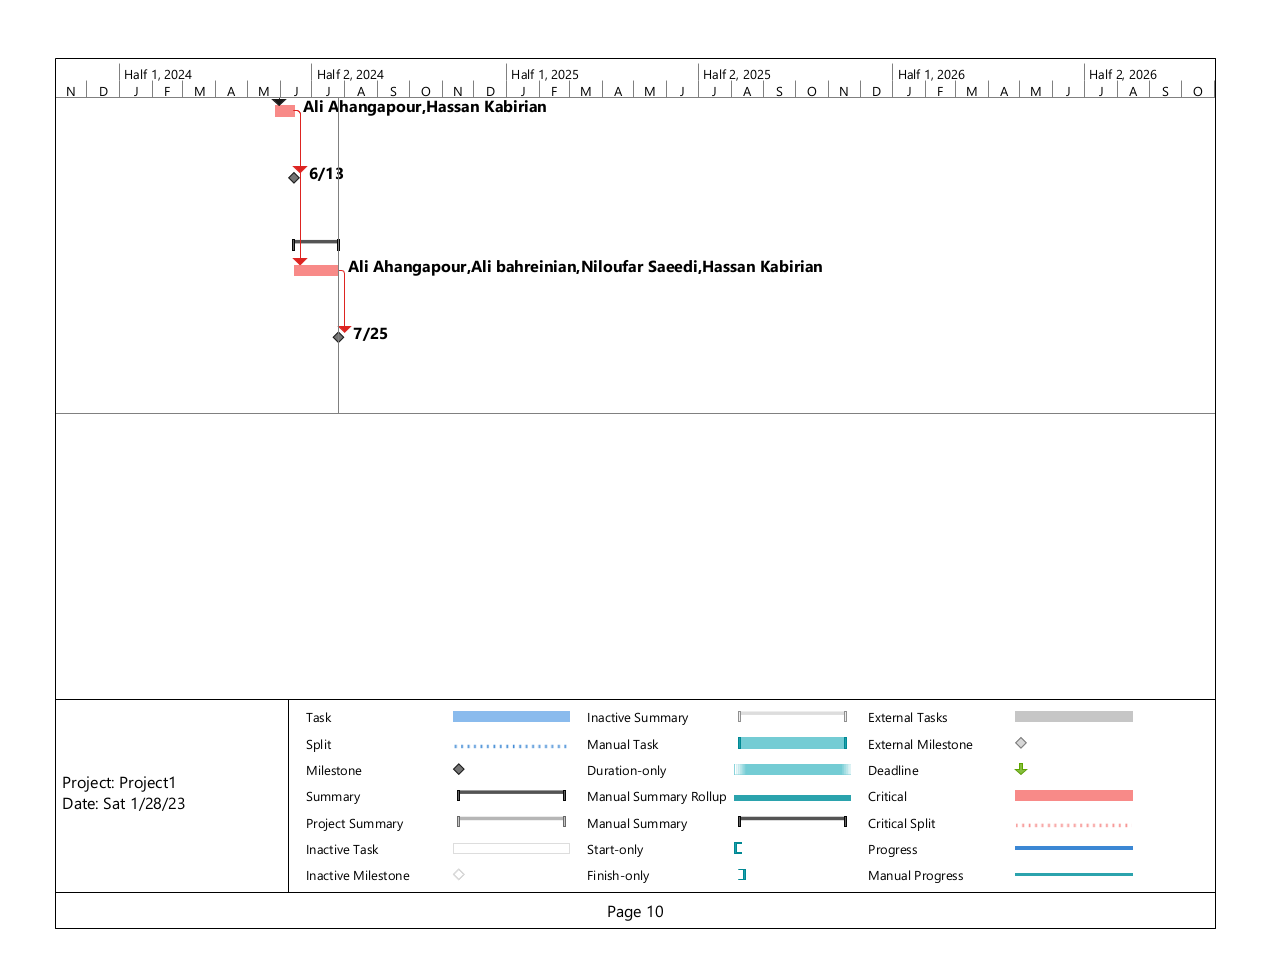 Half 1, 2024 Half 2, 2024 Half 1, 2025 Half 2, 2025 Half 1, 2026 Half 2, 2026
N D J F M A M J J A S O N D J F M A M J J A S O N D J F M A M J J A S O
Ali Ahangapour,Hassan Kabirian
6/13
Ali Ahangapour,Ali bahreinian,Niloufar Saeedi,Hassan Kabirian
7/25
Project: Project1
Date: Sat 1/28/23
Task
Split
Milestone
Summary
Project Summary
Inactive Task
Inactive Milestone
Inactive Summary
Manual Task
Duration-only
Manual Summary Rollup
Manual Summary
Start-only
Finish-only
External Tasks
External Milestone
Deadline
Critical
Critical Split
Progress
Manual Progress
Page 10